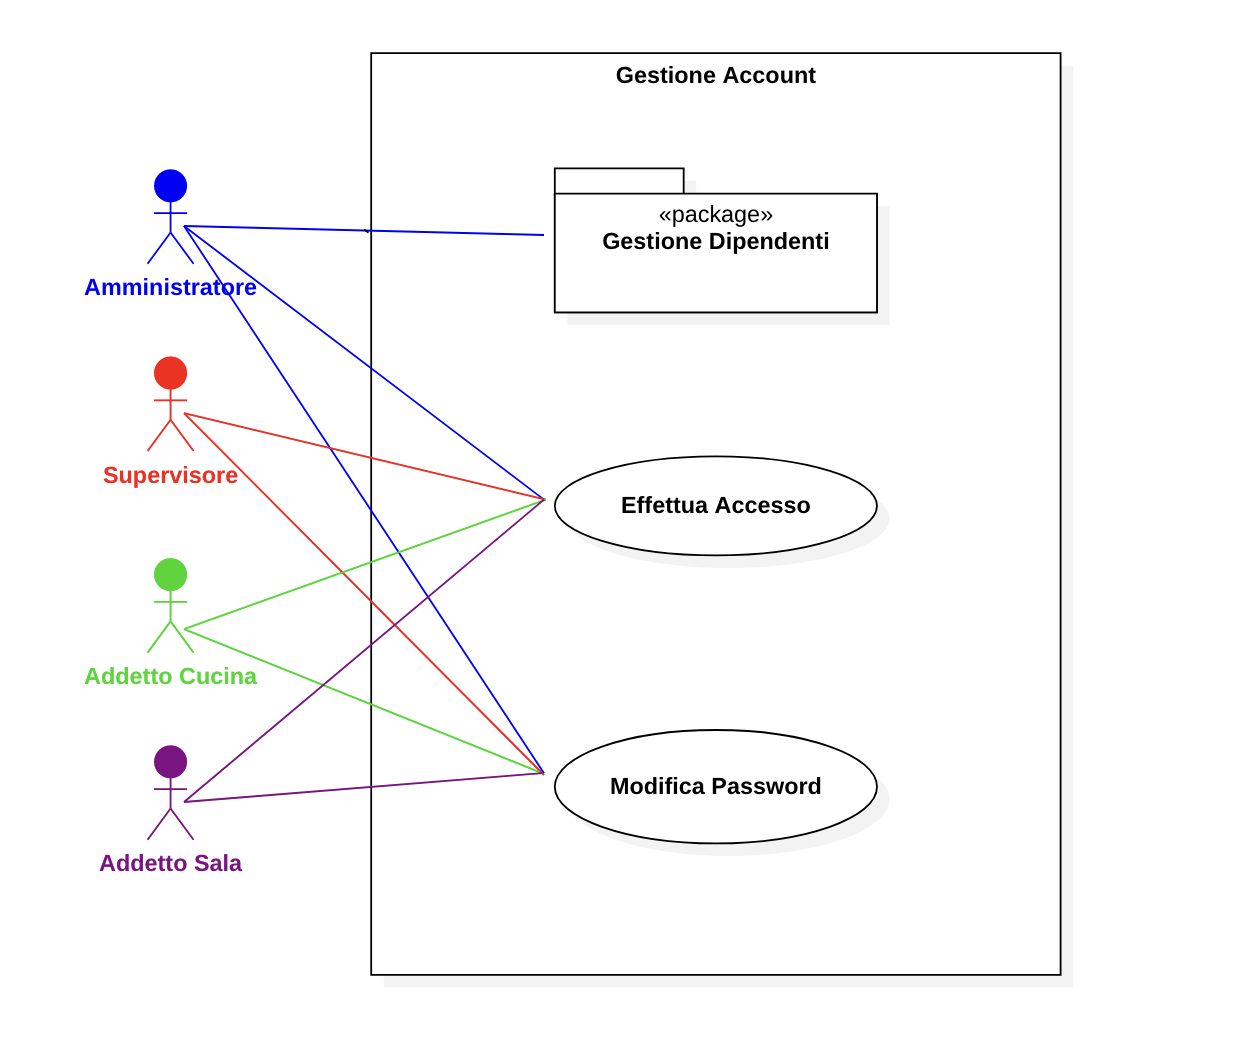 Gestione Account
«package»
Gestione Dipendenti
Amministratore
Supervisore
Effettua Accesso
Addetto Cucina
Modifica Password
Addetto Sala